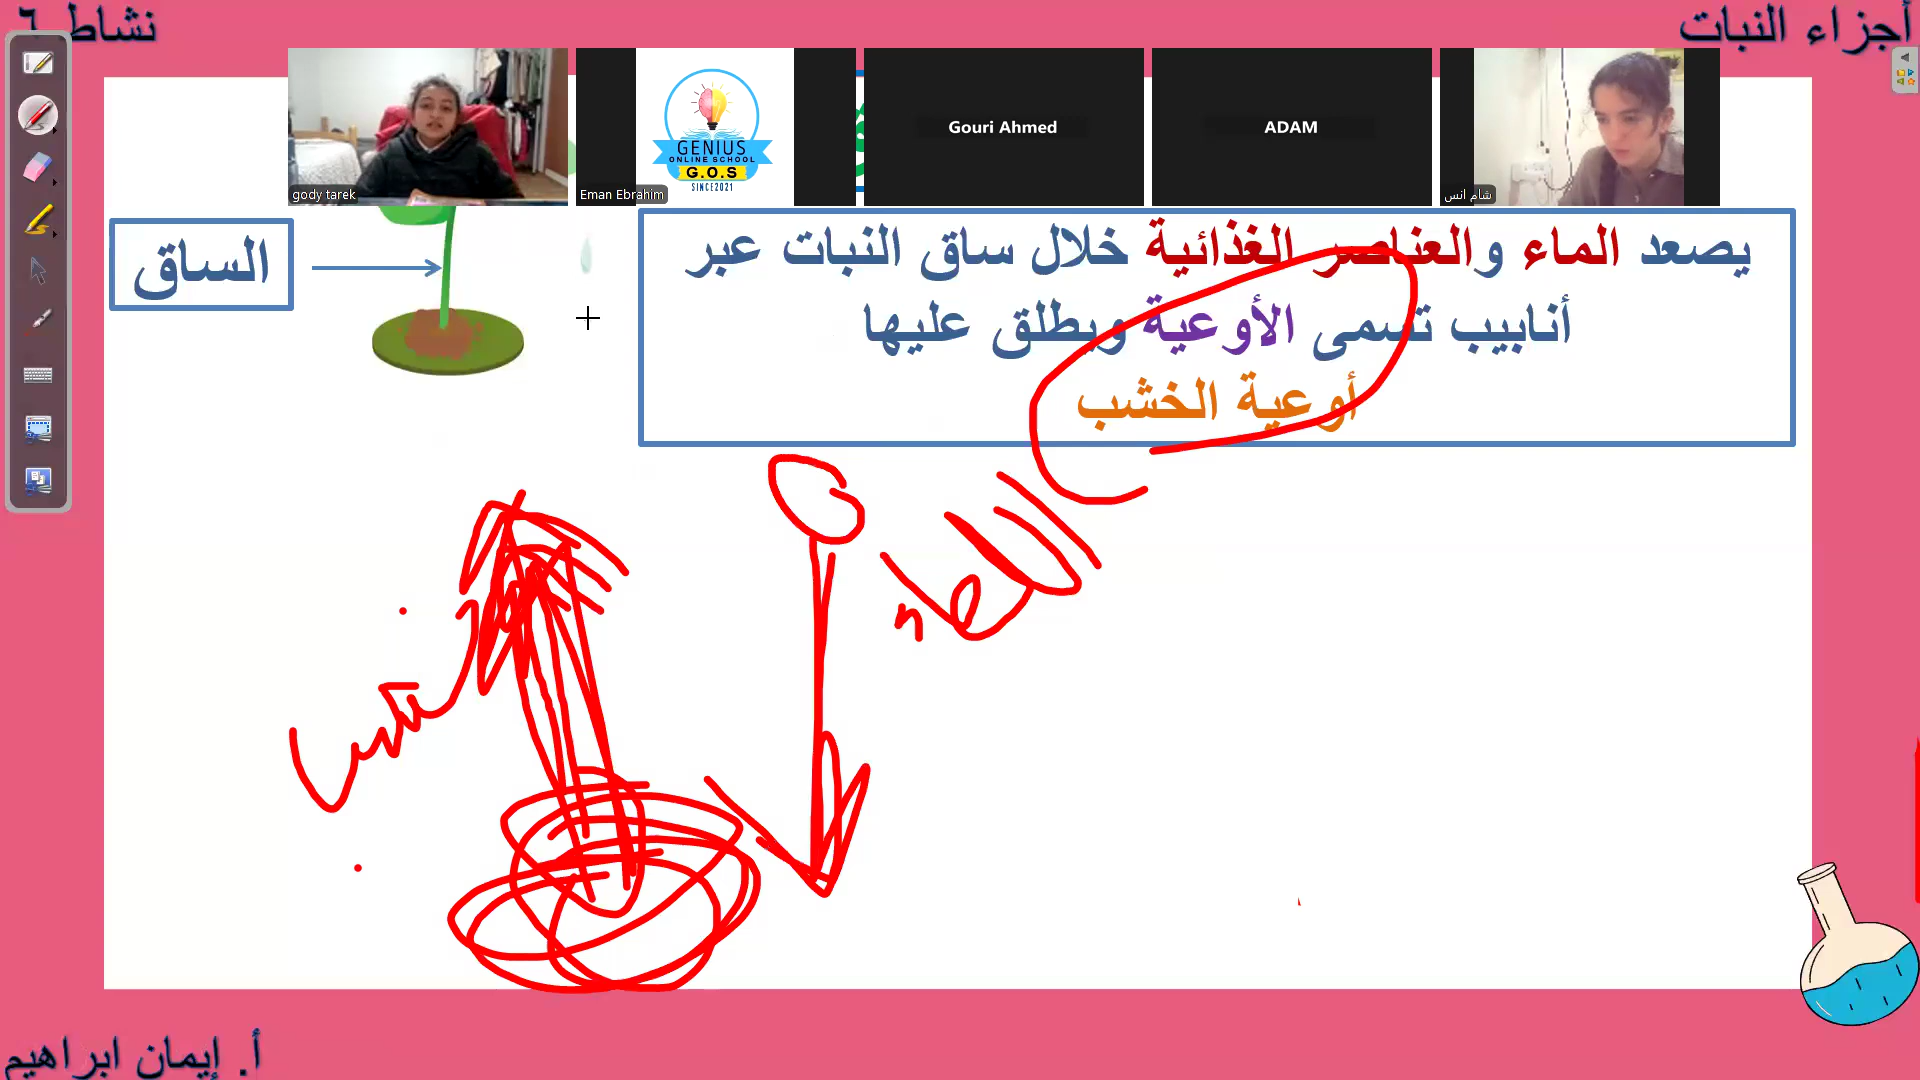 أجزاء النبات
نشاط ٦
gody tarek
GENIUS
ONLINE SCHOOL
G.O.S
SINCE2021
Eman Ebrahim
Gouri Ahmed
ADAM
شام انس
يصعد الماء والعناصر الغذائية خلال ساق النبات عبر
أنابيب تسمى الأوعية ويطلق عليها
أوعية الخشب
الساق
أ. إيمان ابراهيم